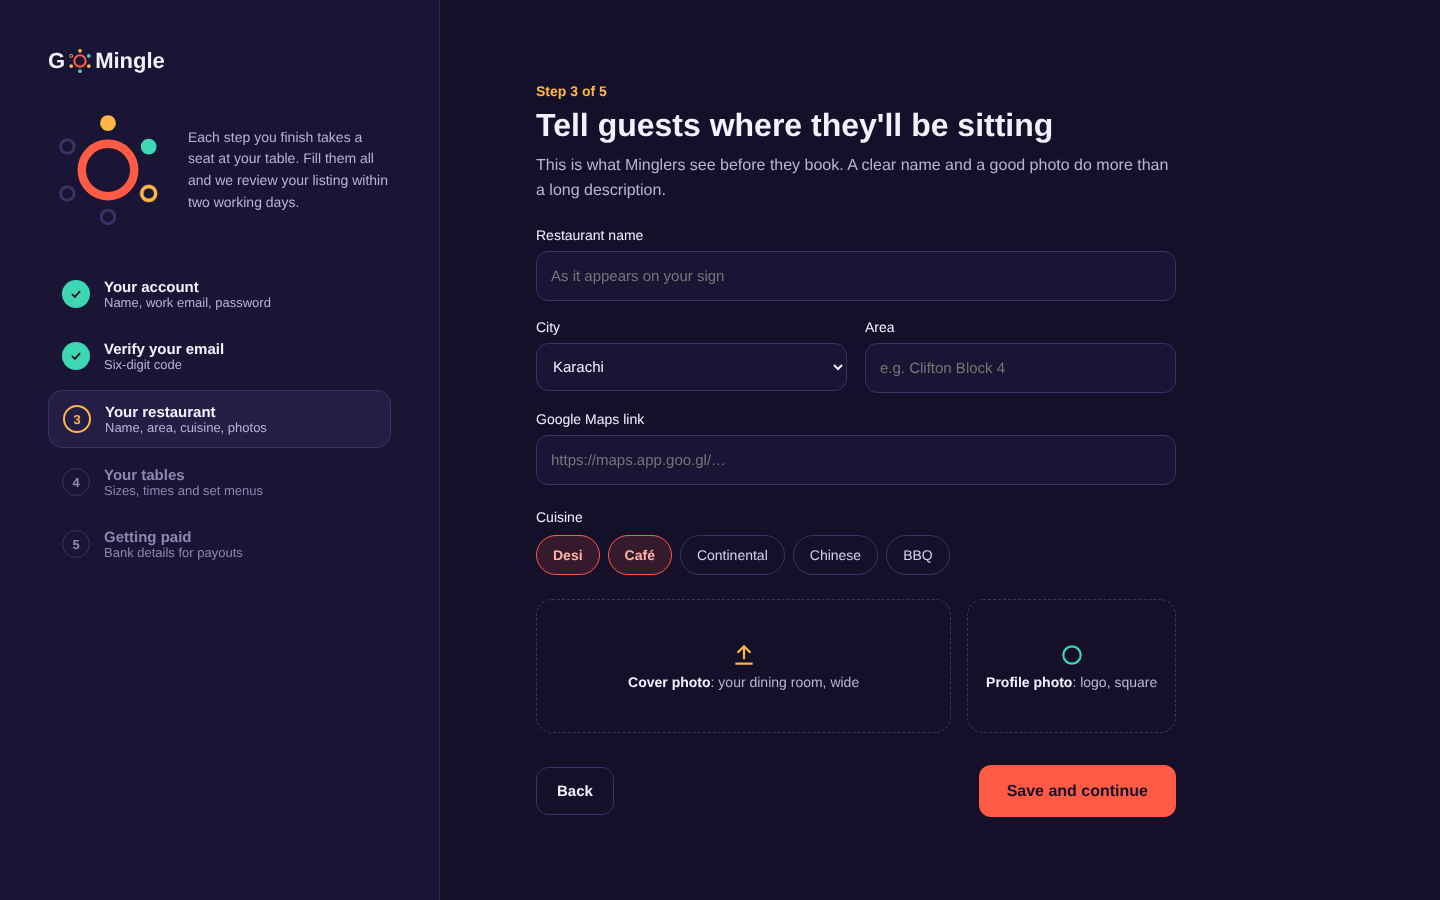 G Mingle
Each step you finish takes a
seat at your table. Fill them all
and we review your listing within
two working days.
Your account
Name, work email, password
Verify your email
Six-digit code
3
Your restaurant
Name, area, cuisine, photos
4
Your tables
Sizes, times and set menus
5
Getting paid
Bank details for payouts
Step 3 of 5
Tell guests where they'll be sitting
This is what Minglers see before they book. A clear name and a good photo do more than
a long description.
Restaurant name
As it appears on your sign
City
Area
Karachi
e.g. Clifton Block 4
Google Maps link
https://maps.app.goo.gl/…
Cuisine
Desi Café Continental Chinese BBQ
Cover photo: your dining room, wide
Profile photo: logo, square
Back
Save and continue